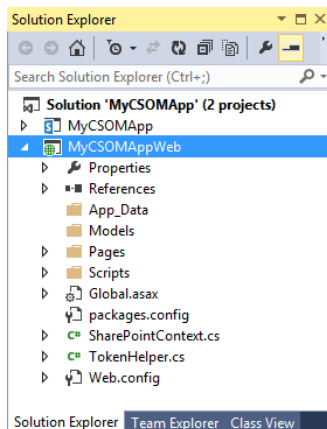 Solution Explorer
Search Solution Explorer (Ctrl+;)
Solution 'MyCSOMApp' (2 projects)
MyCSOMApp
MyCSOMAppWeb
Properties
References
App_Data
Models
Pages
Scripts
Global.asax
packages.config
C# SharePointContext.cs
C# TokenHelper.cs
Web.config
Solution Explorer Team Explorer Class View